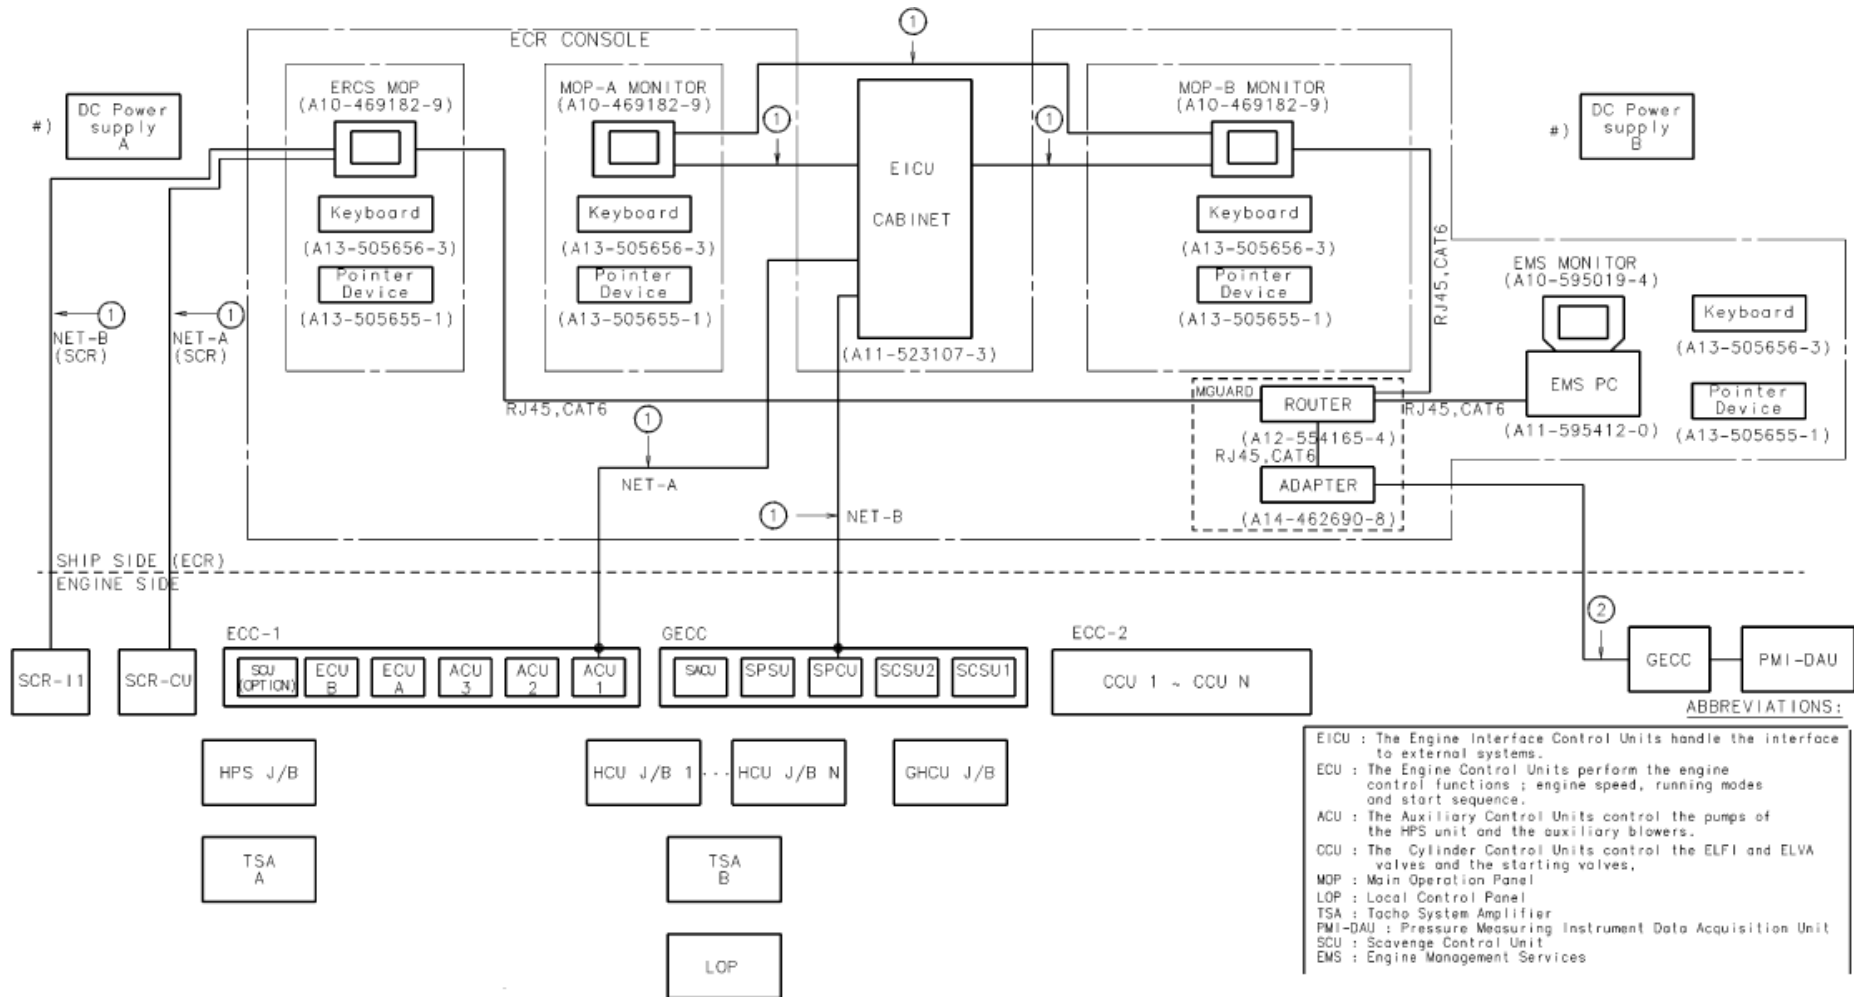 ECR CONSOLE
1
#)
DC Power
supply
A
ERCS MOP
(A10-469182-9)
Keyboard
(A13-505656-3)
Pointer
Device
(A13-505655-1)
MOP-A MONITOR
(A10-469182-9)
Keyboard
(A13-505656-3)
Pointer
Device
(A13-505655-1)
1
EICU
CABINET
(A11-523107-3)
1
MOP-B MONITOR
(A10-469182-9)
Keyboard
(A13-505656-3)
Pointer
Device
(A13-505655-1)
#)
DC Power
supply
B
RJ45,CAT6
EMS MONITOR
(A10-595019-4)
EMS PC
(A11-595412-0)
Keyboard
(A13-505656-3)
Pointer
Device
(A13-505655-1)
1
NET-B
(SCR)
1
NET-A
(SCR)
RJ45,CAT6
1
NET-A
1
NET-B
MGUARD
ROUTER
(A12-554165-4)
RJ45,CAT6
RJ45,CAT6
ADAPTER
(A14-462690-8)
SHIP SIDE (ECR)
ENGINE SIDE
SCR-I1
SCR-CU
ECC-1
SCU
(OPTION)
ECU
B
ECU
A
ACU
3
ACU
2
ACU
1
GECC
SACU
SPSU
SPCU
SCSU2
SCSU1
ECC-2
CCU 1 ~ CCU N
2
GECC
PMI-DAU
HPS J/B
HCU J/B 1
...
HCU J/B N
GHCU J/B
TSA
A
TSA
B
LOP
ABBREVIATIONS:
EICU : The Engine Interface Control Units handle the interface
to external systems.
ECU : The Engine Control Units perform the engine
control functions ; engine speed, running modes
and start sequence.
ACU : The Auxiliary Control Units control the pumps of
the HPS unit and the auxiliary blowers.
CCU : The Cylinder Control Units control the ELFI and ELVA
valves and the starting valves,
MOP : Main Operation Panel
LOP : Local Control Panel
TSA : Tacho System Amplifier
PMI-DAU : Pressure Measuring Instrument Data Acquisition Unit
SCU : Scavenge Control Unit
EMS : Engine Management Services